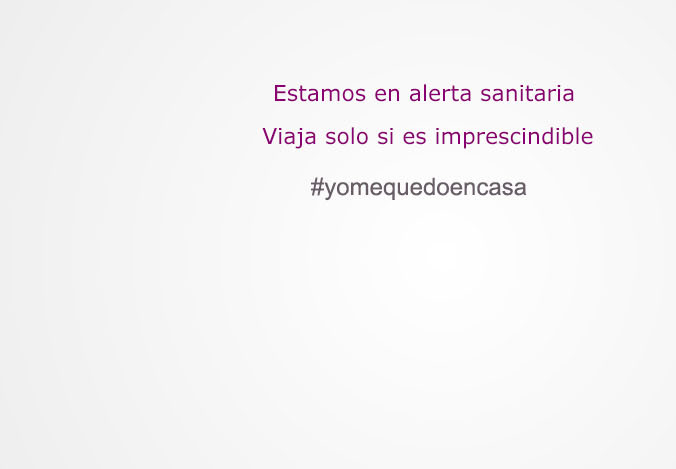 Estamos en alerta sanitaria
Viaja solo si es imprescindible
#yomequedoencasa